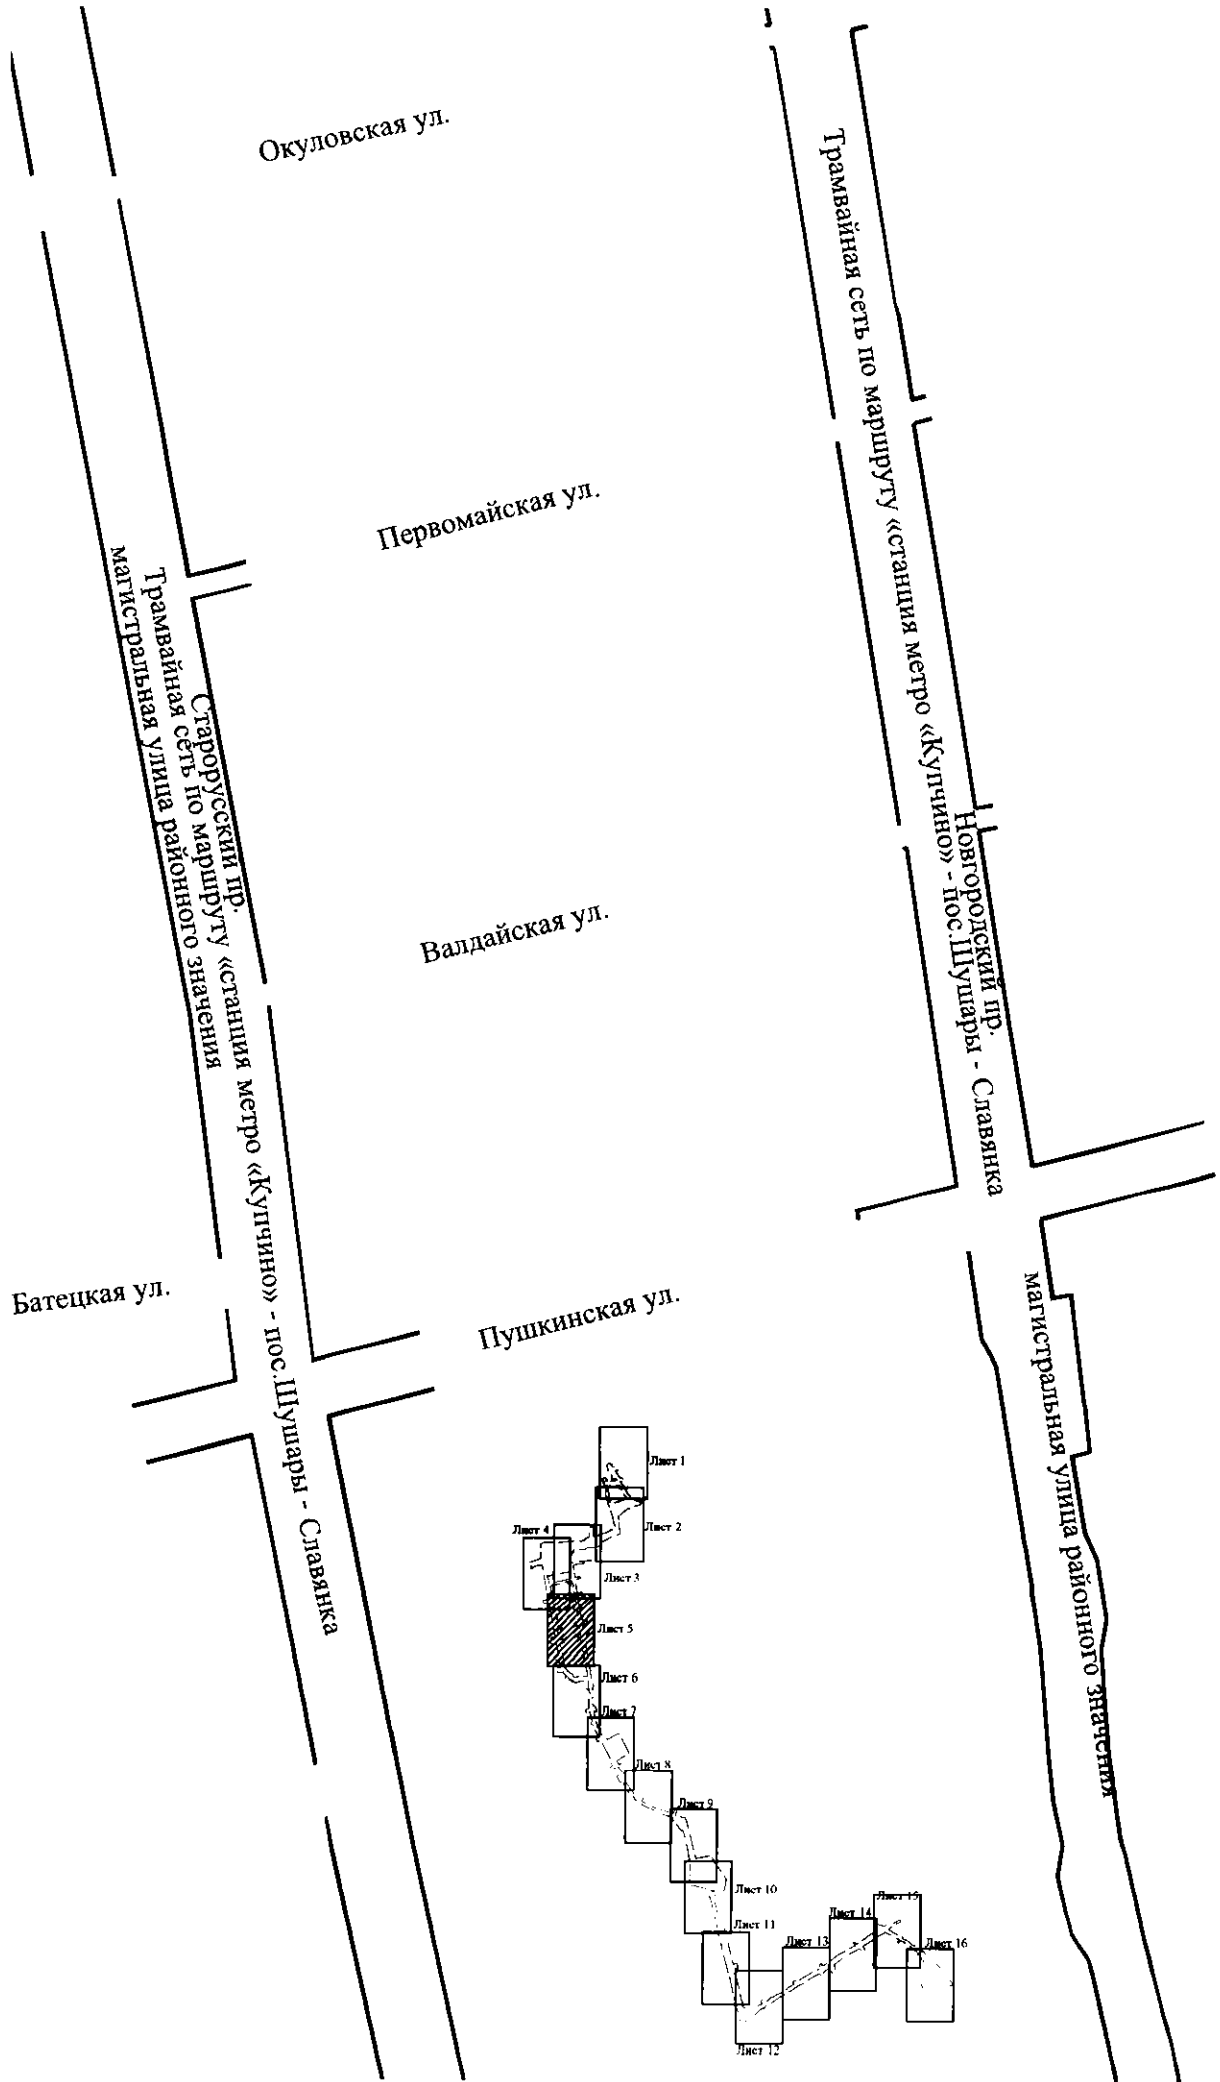 Окуловская ул.
Трамвайная сеть по маршруту «станция метро «Купчино» - пос.Шушары - Славянка
Первомайская ул.
Старорусский пр.
Трамвайная сеть по маршруту «станция метро «Купчино» - пос.Шушары - Славянка
магистральная улица районного значения
Новгородский пр.
Валдайская ул.
Батецкая ул.
Пушкинская ул.
магистральная улица районного значения
Лист 1
Лист 2
Лист 4
Лист 3
Лист 5
Лист 6
Лист 7
Лист 8
Лист 9
Лист 10
Лист 11
Лист 15
Лист 14
Лист 13
Лист 16
Лист 12